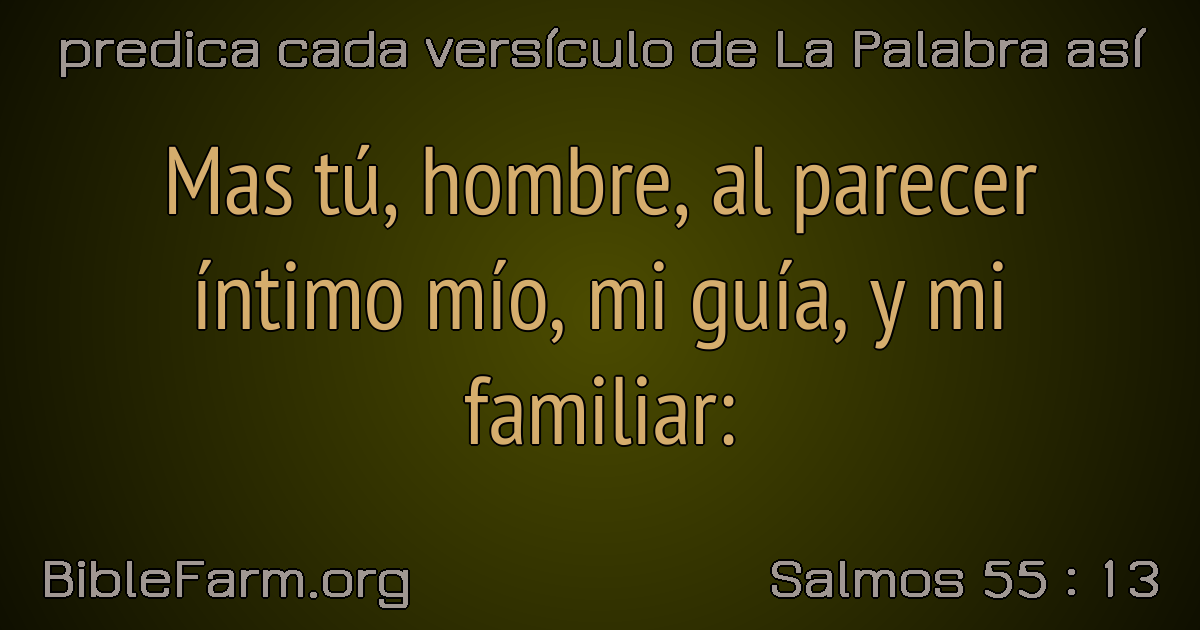 predica cada versículo de La Palabra así
Mas tú, hombre, al parecer
íntimo mío, mi guía, y mi
familiar:
BibleFarm.org
Salmos 55 : 13